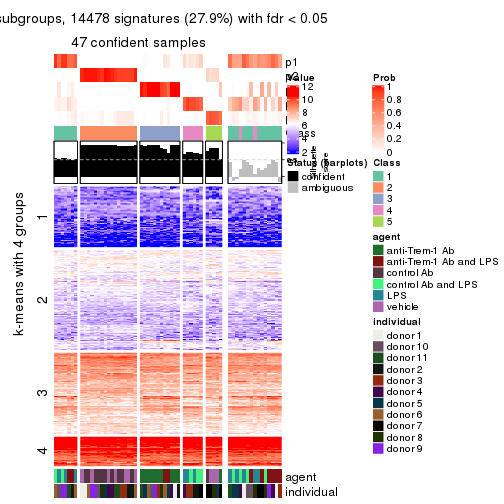 subgroups, 14478 signatures (27.9%) with fdr < 0.05
47 confident samples
p1
Value
12
10
8
6
4
2
Prob
1
0.8
0.6
0.4
0.2
0
Status (barplots)
confident
ambiguous
Class
1
2
3
4
5
agent
anti-Trem-1 Ab
anti-Trem-1 Ab and LPS
control Ab
control Ab and LPS
LPS
vehicle
individual
donor 1
donor 10
donor 11
donor 2
donor 3
donor 4
donor 5
donor 6
donor 7
donor 8
donor 9
k-means with 4 groups
1
2
3
4
agent
individual